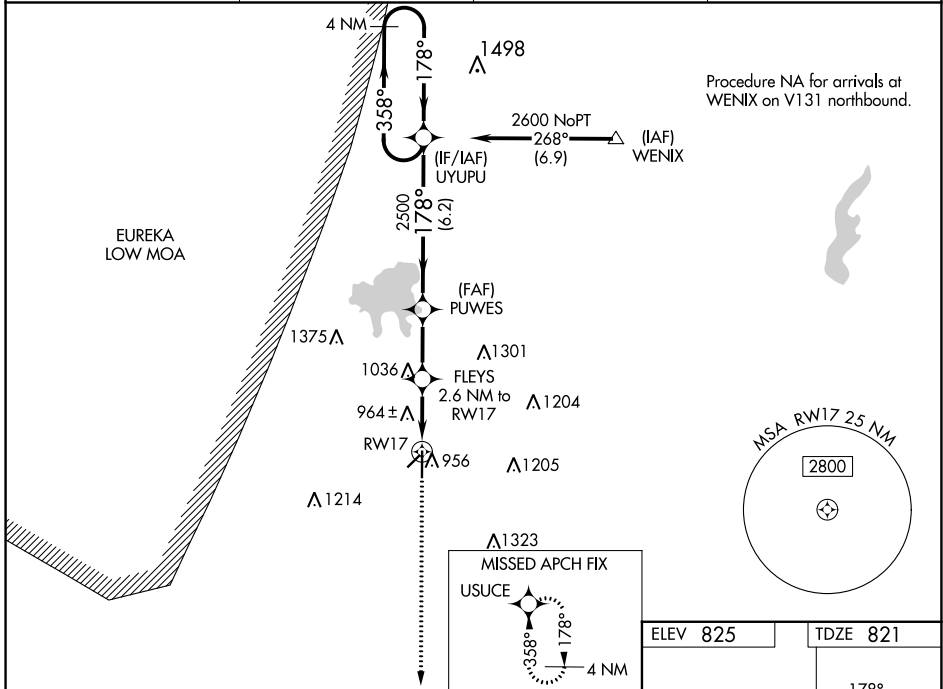 4 NM
358°
178°
1498
Procedure NA for arrivals at
WENIX on V131 northbound.
2600 NoPT
268°
(6.9)
(IAF)
WENIX
(IF/IAF)
UYUPU
2500
178°
(6.2)
EUREKA
LOW MOA
(FAF)
PUWES
1375
1301
1036
FLEYS
2.6 NM to
RW17
1204
964±
RW17
956
1205
1214
MSA RW17 25 NM
2800
1323
MISSED APCH FIX
USUCE
358°
178°
4 NM
ELEV 825
TDZE 821
178°